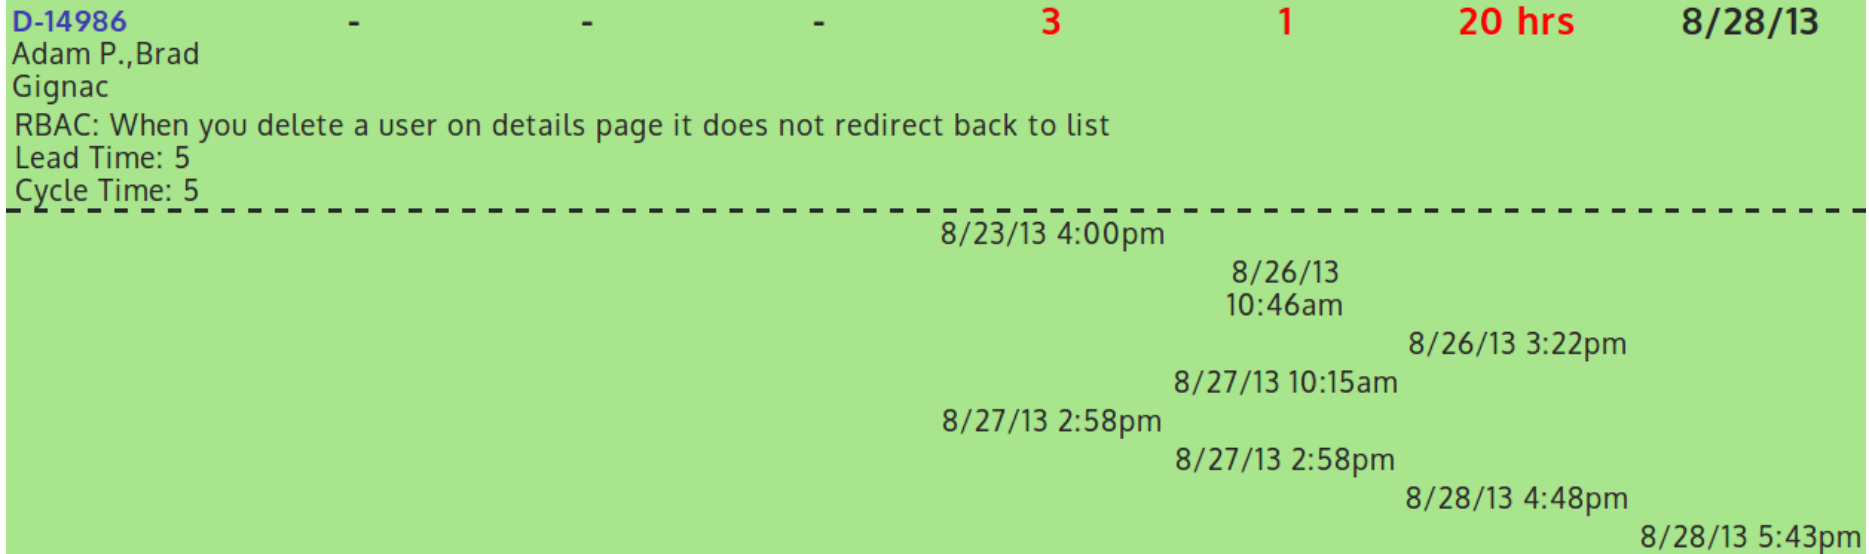 D-14986 - - - 3 1 20 hrs 8/28/13
Adam P.,Brad
Gignac
RBAC: When you delete a user on details page it does not redirect back to list
Lead Time: 5
Cycle Time: 5
8/23/13 4:00pm
8/26/13
10:46am
8/26/13 3:22pm
8/27/13 10:15am
8/27/13 2:58pm
8/27/13 2:58pm
8/28/13 4:48pm
8/28/13 5:43pm